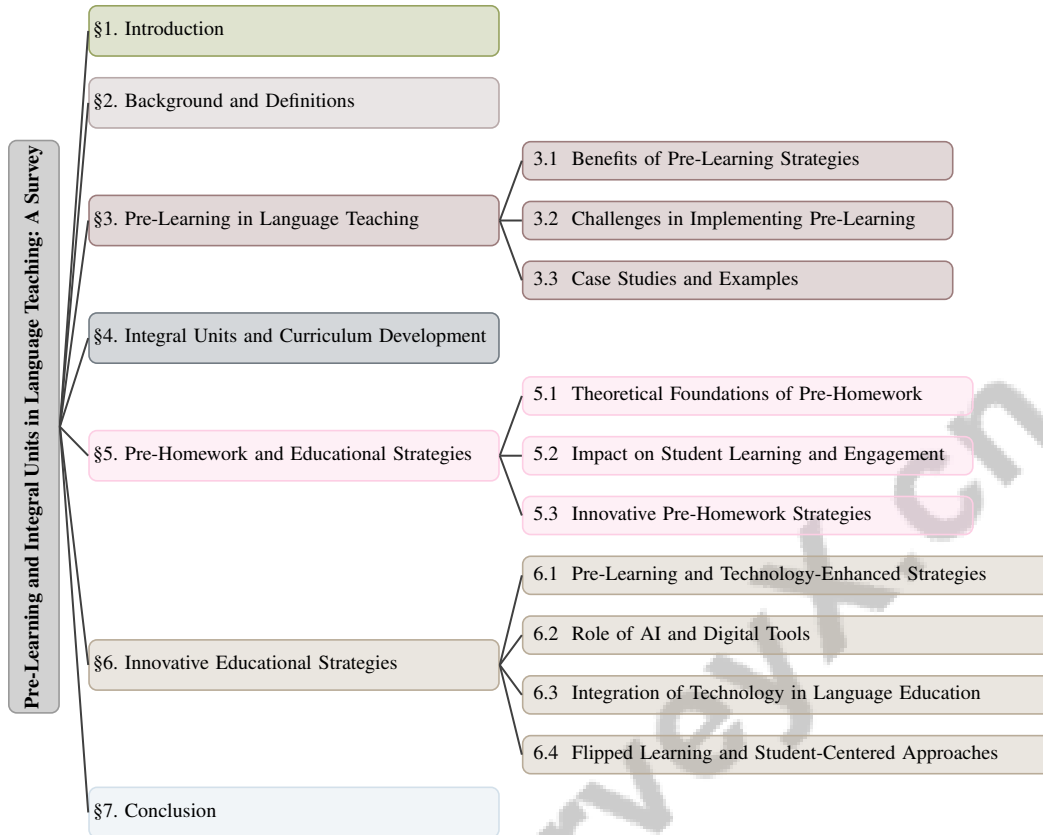 Pre-Learning and Integral Units in Language Teaching: A Survey
§1. Introduction
§2. Background and Definitions
§3. Pre-Learning in Language Teaching
3.1 Benefits of Pre-Learning Strategies
3.2 Challenges in Implementing Pre-Learning
3.3 Case Studies and Examples
§4. Integral Units and Curriculum Development
§5. Pre-Homework and Educational Strategies
5.1 Theoretical Foundations of Pre-Homework
5.2 Impact on Student Learning and Engagement
5.3 Innovative Pre-Homework Strategies
§6. Innovative Educational Strategies
6.1 Pre-Learning and Technology-Enhanced Strategies
6.2 Role of AI and Digital Tools
6.3 Integration of Technology in Language Education
6.4 Flipped Learning and Student-Centered Approaches
§7. Conclusion
rveyX.cn